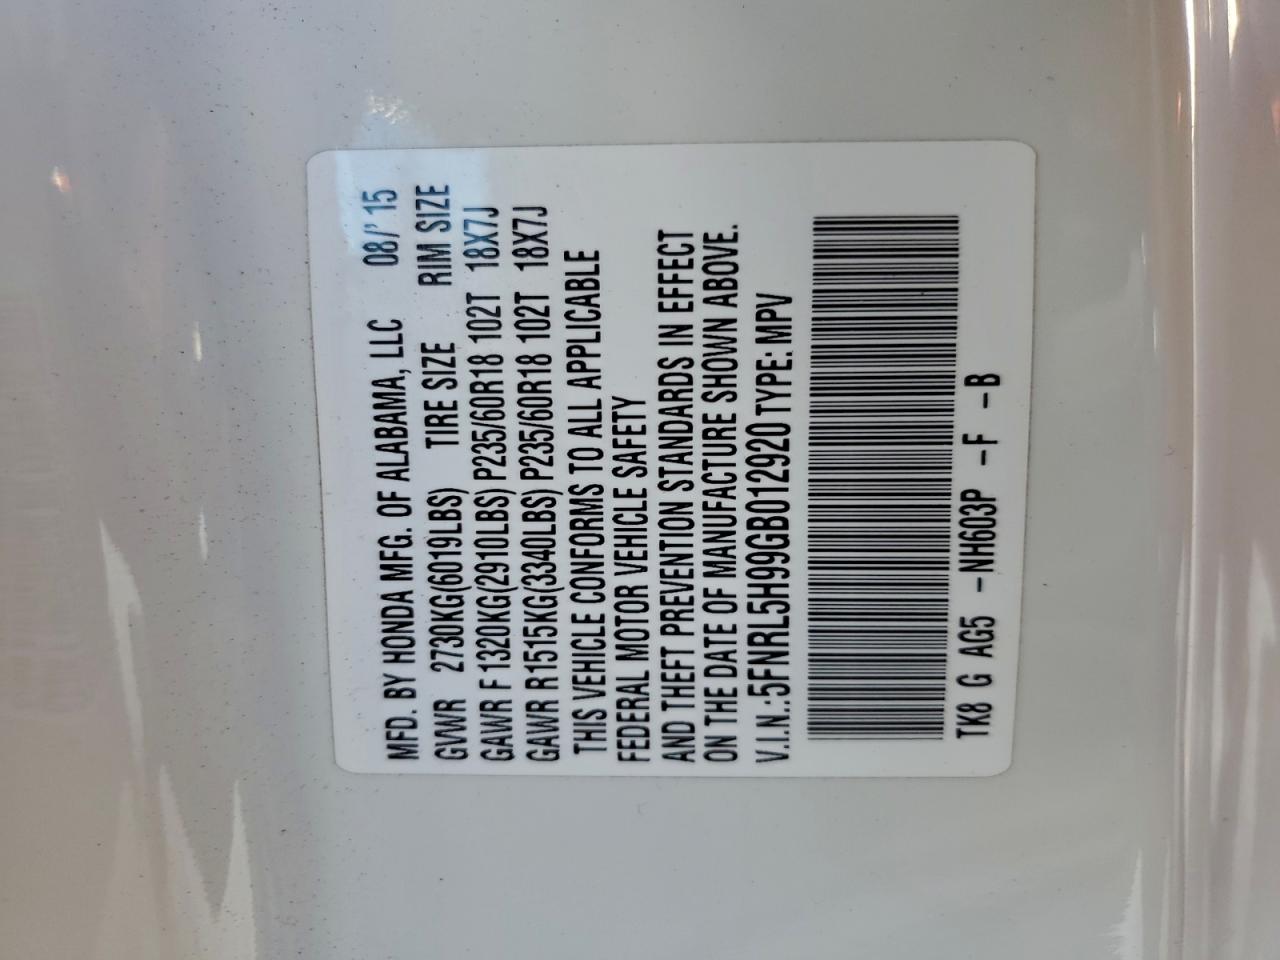 MFD. BY HONDA MFG. OF ALABAMA, LLC 08/'15
GVWR 2730KG(6019LBS) TIRE SIZE RIM SIZE
GAWR F 1320KG(2910LBS) P235/60R18 102T 18X7J
GAWR R1515KG(3340LBS) P235/60R18 102T 18X7J
THIS VEHICLE CONFORMS TO ALL APPLICABLE
FEDERAL MOTOR VEHICLE SAFETY
AND THEFT PREVENTION STANDARDS IN EFFECT
ON THE DATE OF MANUFACTURE SHOWN ABOVE.
V.I.N.:5FNRL5H99GB012920 TYPE: MPV
TK8 G AG5 -NH603P -F -B